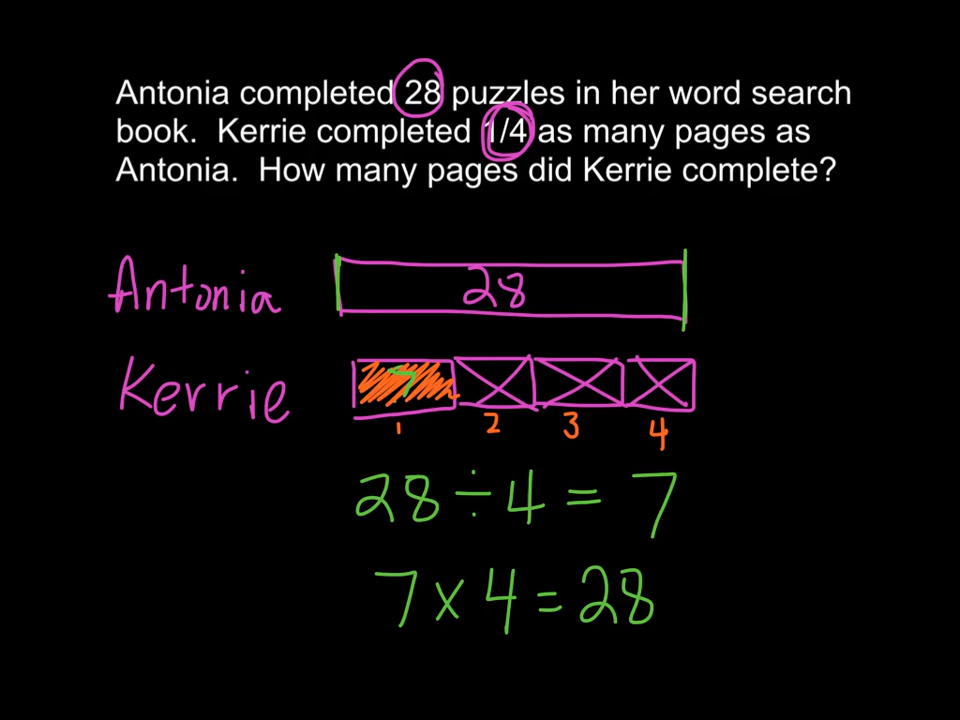 Antonia completed 28 puzzles in her word search
book. Kerrie completed 1/4 as many pages as
Antonia. How many pages did Kerrie complete?
Antonia 28
Kerrie 7
1 2 3 4
28 ÷ 4 = 7
7 x 4 = 28